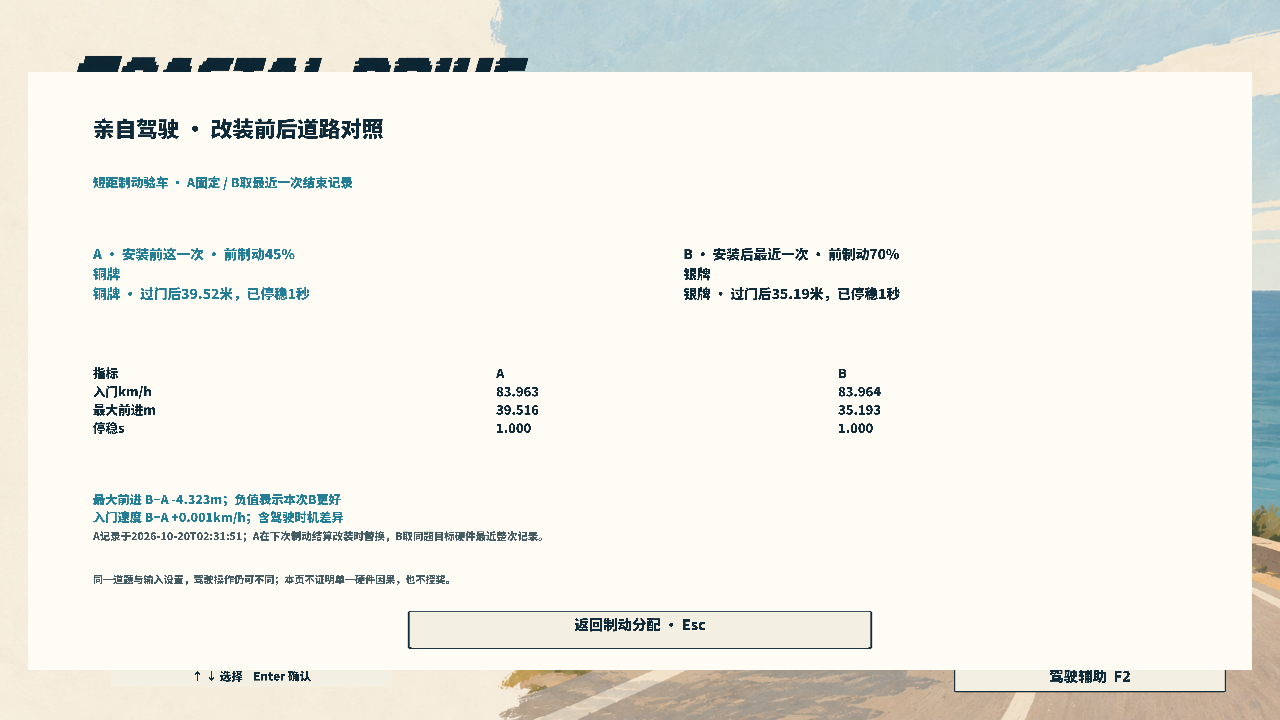 亲自驾驶 · 改装前后道路对照
短距制动验车 · A固定 / B取最近一次结束记录
A · 安装前这一次 · 前制动45%
铜牌
铜牌 · 过门后39.52米，已停稳1秒
B · 安装后最近一次 · 前制动70%
银牌
银牌 · 过门后35.19米，已停稳1秒
指标 A B
入门km/h 83.963 83.964
最大前进m 39.516 35.193
停稳s 1.000 1.000
最大前进 B−A -4.323m；负值表示本次B更好
入门速度 B−A +0.001km/h；含驾驶时机差异
A记录于2026-10-20T02:31:51；A在下次制动结算改装时替换，B取同题目标硬件最近整次记录。
同一道题与输入设置，驾驶操作仍可不同；本页不证明单一硬件因果，也不授奖。
返回制动分配 · Esc
↑ ↓ 选择 Enter 确认
驾驶辅助 F2